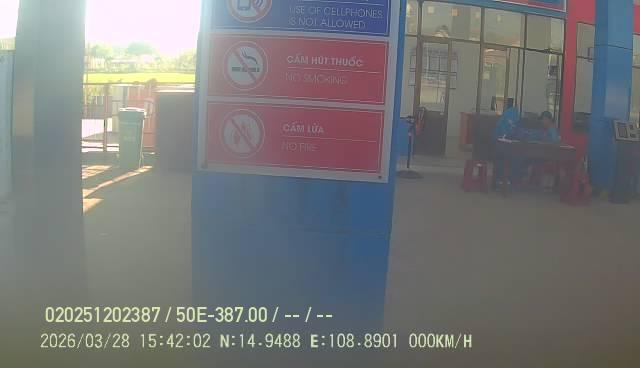 USE OF CELLPHONES
IS NOT ALLOWED
CẤM HÚT THUỐC
NO SMOKING
CẤM LỬA
NO FIRE
020251202387 / 50E-387.00 / -- / --
2026/03/28 15:42:02 N:14.9488 E:108.8901 000KM/H